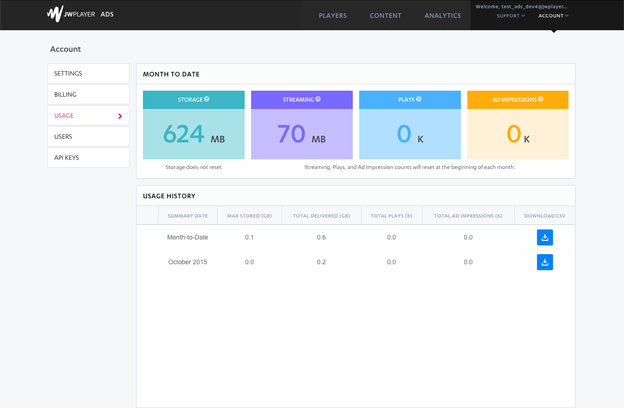 JWPLAYER ADS
PLAYERS
CONTENT
ANALYTICS
Welcome, test_ads_dev4@jwplayer...
SUPPORT
ACCOUNT
Account
SETTINGS
BILLING
USAGE
USERS
API KEYS
MONTH TO DATE
STORAGE ?
STREAMING ?
PLAYS ?
AD IMPRESSIONS ?
624 MB
70 MB
0 K
0 K
Storage does not reset
Streaming, Plays, and Ad Impression counts will reset at the beginning of each month.
USAGE HISTORY
SUMMARY DATE MAX STORED (GB) TOTAL DELIVERED (GB) TOTAL PLAYS (K) TOTAL AD IMPRESSIONS (K) DOWNLOAD CSV
Month-to-Date 0.1 0.6 0.0 0.0
October 2015 0.0 0.2 0.0 0.0